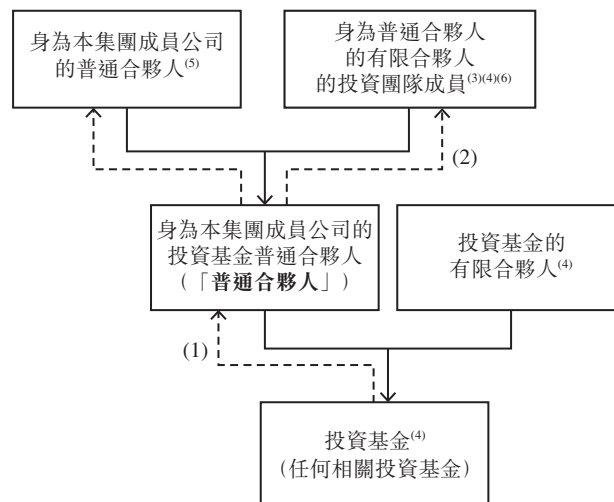 身為本集團成員公司
的普通合夥人(5)
身為普通合夥人
的有限合夥人
的投資團隊成員(3)(4)(6)
(2)
身為本集團成員公司的
投資基金普通合夥人
（「普通合夥人」）
投資基金的
有限合夥人(4)
(1)
投資基金(4)
(任何相關投資基金)